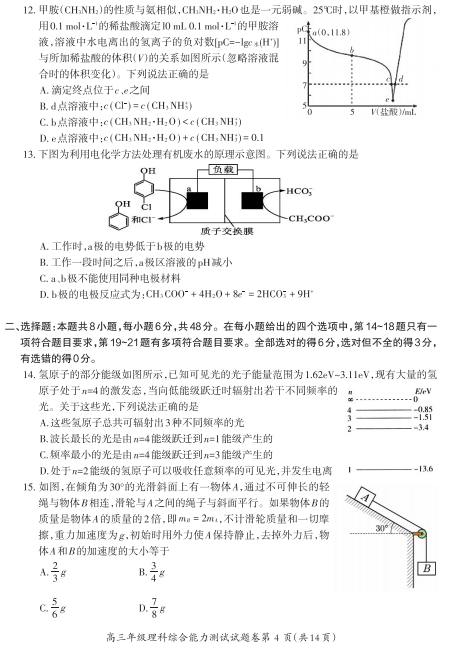 12. 甲胺(CH₃NH₂)的性质与氨相似,CH₃NH₂·H₂O也是一元弱碱。25℃时,以甲基橙做指示剂,
用0.1 mol·L⁻¹的稀盐酸滴定10 mL 0.1 mol·L⁻¹的甲胺溶
液,溶液中水电离出的氢离子的负对数[pC=-lgc水(H⁺)]
与所加稀盐酸的体积(V)的关系如图所示(忽略溶液混
合时的体积变化)。下列说法正确的是
A. 滴定终点位于c、e之间
B. d点溶液中:c(Cl⁻)=c(CH₃NH₃⁺)
C. b点溶液中:c(CH₃NH₂·H₂O)<c(CH₃NH₃⁺)
D. e点溶液中:c(CH₃NH₂·H₂O)+c(CH₃NH₃⁺)=0.1
pC
a(0,11.8)
11
9
7
5
b
c
d
e
0
5
V(盐酸)/mL
13. 下图为利用电化学方法处理有机废水的原理示意图。下列说法正确的是
负载
OH
Cl
OH
和Cl⁻
a
b
HCO₃⁻
CH₃COO⁻
质子交换膜
A. 工作时,a极的电势低于b极的电势
B. 工作一段时间之后,a极区溶液的pH减小
C. a、b极不能使用同种电极材料
D. b极的电极反应式为:CH₃COO⁻ + 4H₂O + 8e⁻ = 2HCO₃⁻ + 9H⁺
二、选择题:本题共8小题,每小题6分,共48分。在每小题给出的四个选项中,第14~18题只有一
项符合题目要求,第19~21题有多项符合题目要求。全部选对的得6分,选对但不全的得3分,
有选错的得0分。
14. 氢原子的部分能级如图所示,已知可见光的光子能量范围为1.62eV-3.11eV,现有大量的氢
原子处于n=4的激发态,当向低能级跃迁时辐射出若干不同频率的
光。关于这些光,下列说法正确的是
A. 这些氢原子总共可辐射出3种不同频率的光
B. 波长最长的光是由n=4能级跃迁到n=1能级产生的
C. 频率最小的光是由n=4能级跃迁到n=3能级产生的
D. 处于n=2能级的氢原子可以吸收任意频率的可见光,并发生电离
n E/eV
∞ 0
4 -0.85
3 -1.51
2 -3.4
1 -13.6
15. 如图,在倾角为30°的光滑斜面上有一物体A,通过不可伸长的轻
绳与物体B相连,滑轮与A之间的绳子与斜面平行。如果物体B的
质量是物体A的质量的2倍,即mB = 2mA,不计滑轮质量和一切摩
擦,重力加速度为g,初始时用外力使A保持静止,去掉外力后,物
体A和B的加速度的大小等于
A. 2/3 g B. 3/4 g
C. 5/6 g D. 7/8 g
A
30°
B
高三年级理科综合能力测试试题卷第 4 页(共14页)